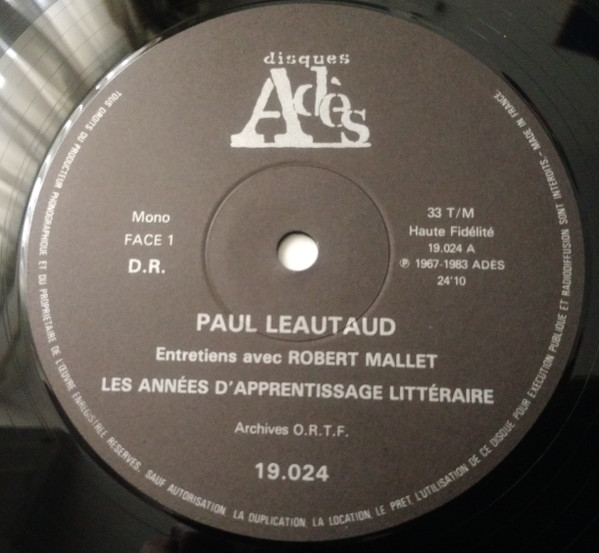 disques
Adès
Mono
FACE 1
D.R.
33 T/M
Haute Fidélité
19.024 A
℗ 1967-1983 ADÈS
24'10
PAUL LEAUTAUD
Entretiens avec ROBERT MALLET
LES ANNÉES D'APPRENTISSAGE LITTÉRAIRE
Archives O.R.T.F.
19.024
TOUS DROITS DU PRODUCTEUR PHONOGRAPHIQUE ET DU PROPRIETAIRE DE L'ŒUVRE ENREGISTREE RESERVES. SAUF AUTORISATION, LA DUPLICATION, LA LOCATION, LE PRET, L'UTILISATION DE CE DISQUE POUR EXECUTION PUBLIQUE ET RADIODIFFUSION SONT INTERDITS.- MADE IN FRANCE.